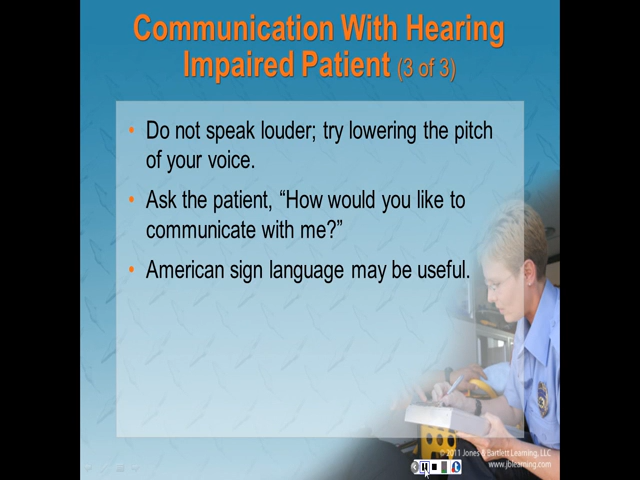 Communication With Hearing
Impaired Patient (3 of 3)
• Do not speak louder; try lowering the pitch
of your voice.
• Ask the patient, “How would you like to
communicate with me?”
• American sign language may be useful.
© 2011 Jones & Bartlett Learning, LLC
www.jblearning.com